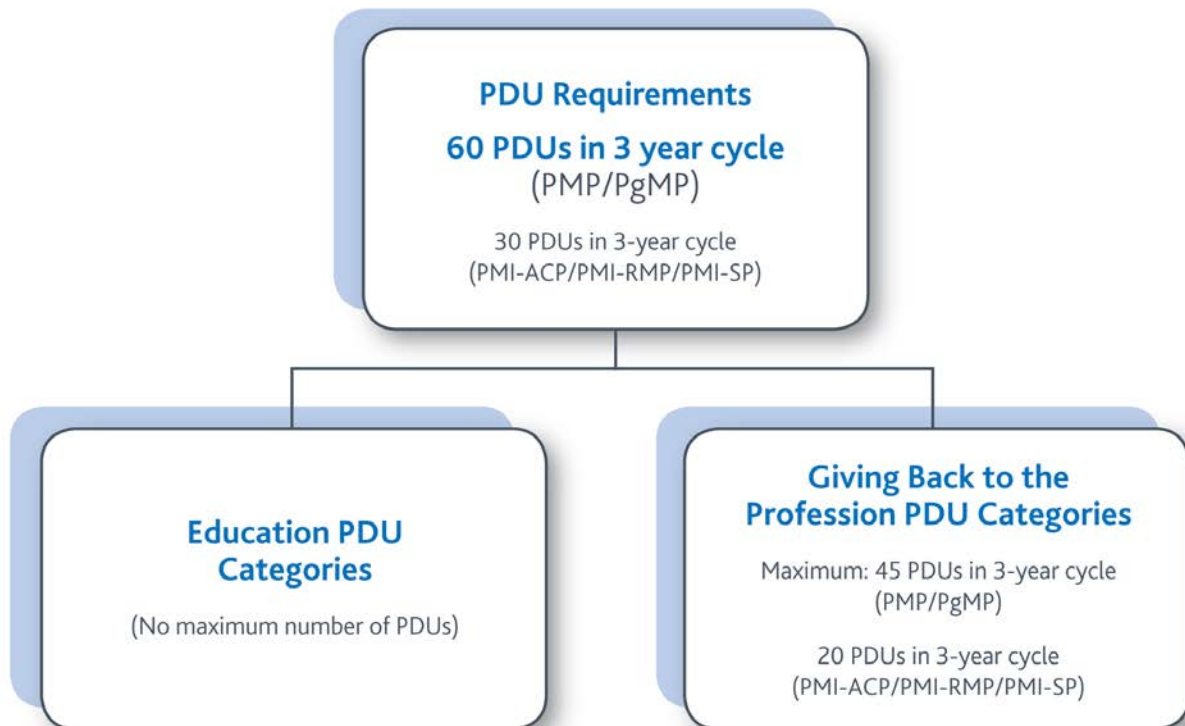 PDU Requirements
60 PDUs in 3 year cycle
(PMP/PgMP)
30 PDUs in 3-year cycle
(PMI-ACP/PMI-RMP/PMI-SP)
Education PDU
Categories
(No maximum number of PDUs)
Giving Back to the
Profession PDU Categories
Maximum: 45 PDUs in 3-year cycle
(PMP/PgMP)
20 PDUs in 3-year cycle
(PMI-ACP/PMI-RMP/PMI-SP)